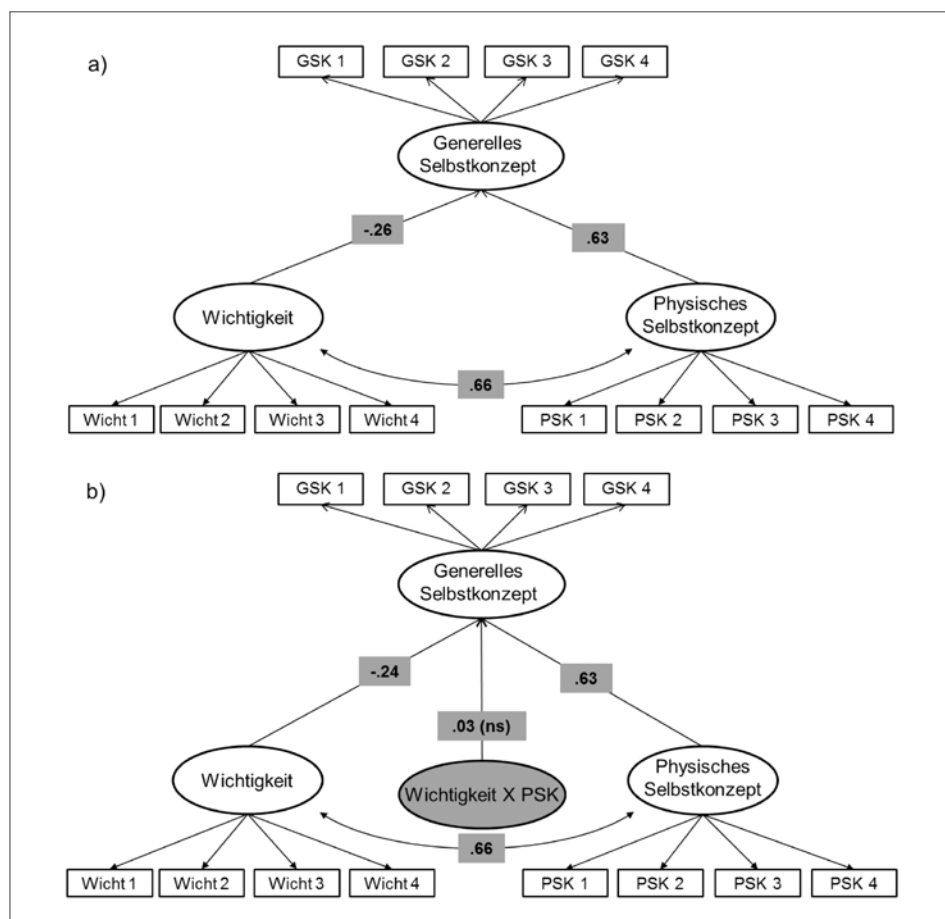 a)
GSK 1 GSK 2 GSK 3 GSK 4
Generelles
Selbstkonzept
-.26 .63
Wichtigkeit
Physisches
Selbstkonzept
.66
Wicht 1 Wicht 2 Wicht 3 Wicht 4
PSK 1 PSK 2 PSK 3 PSK 4
b)
GSK 1 GSK 2 GSK 3 GSK 4
Generelles
Selbstkonzept
-.24 .63
.03 (ns)
Wichtigkeit
Wichtigkeit X PSK
Physisches
Selbstkonzept
.66
Wicht 1 Wicht 2 Wicht 3 Wicht 4
PSK 1 PSK 2 PSK 3 PSK 4